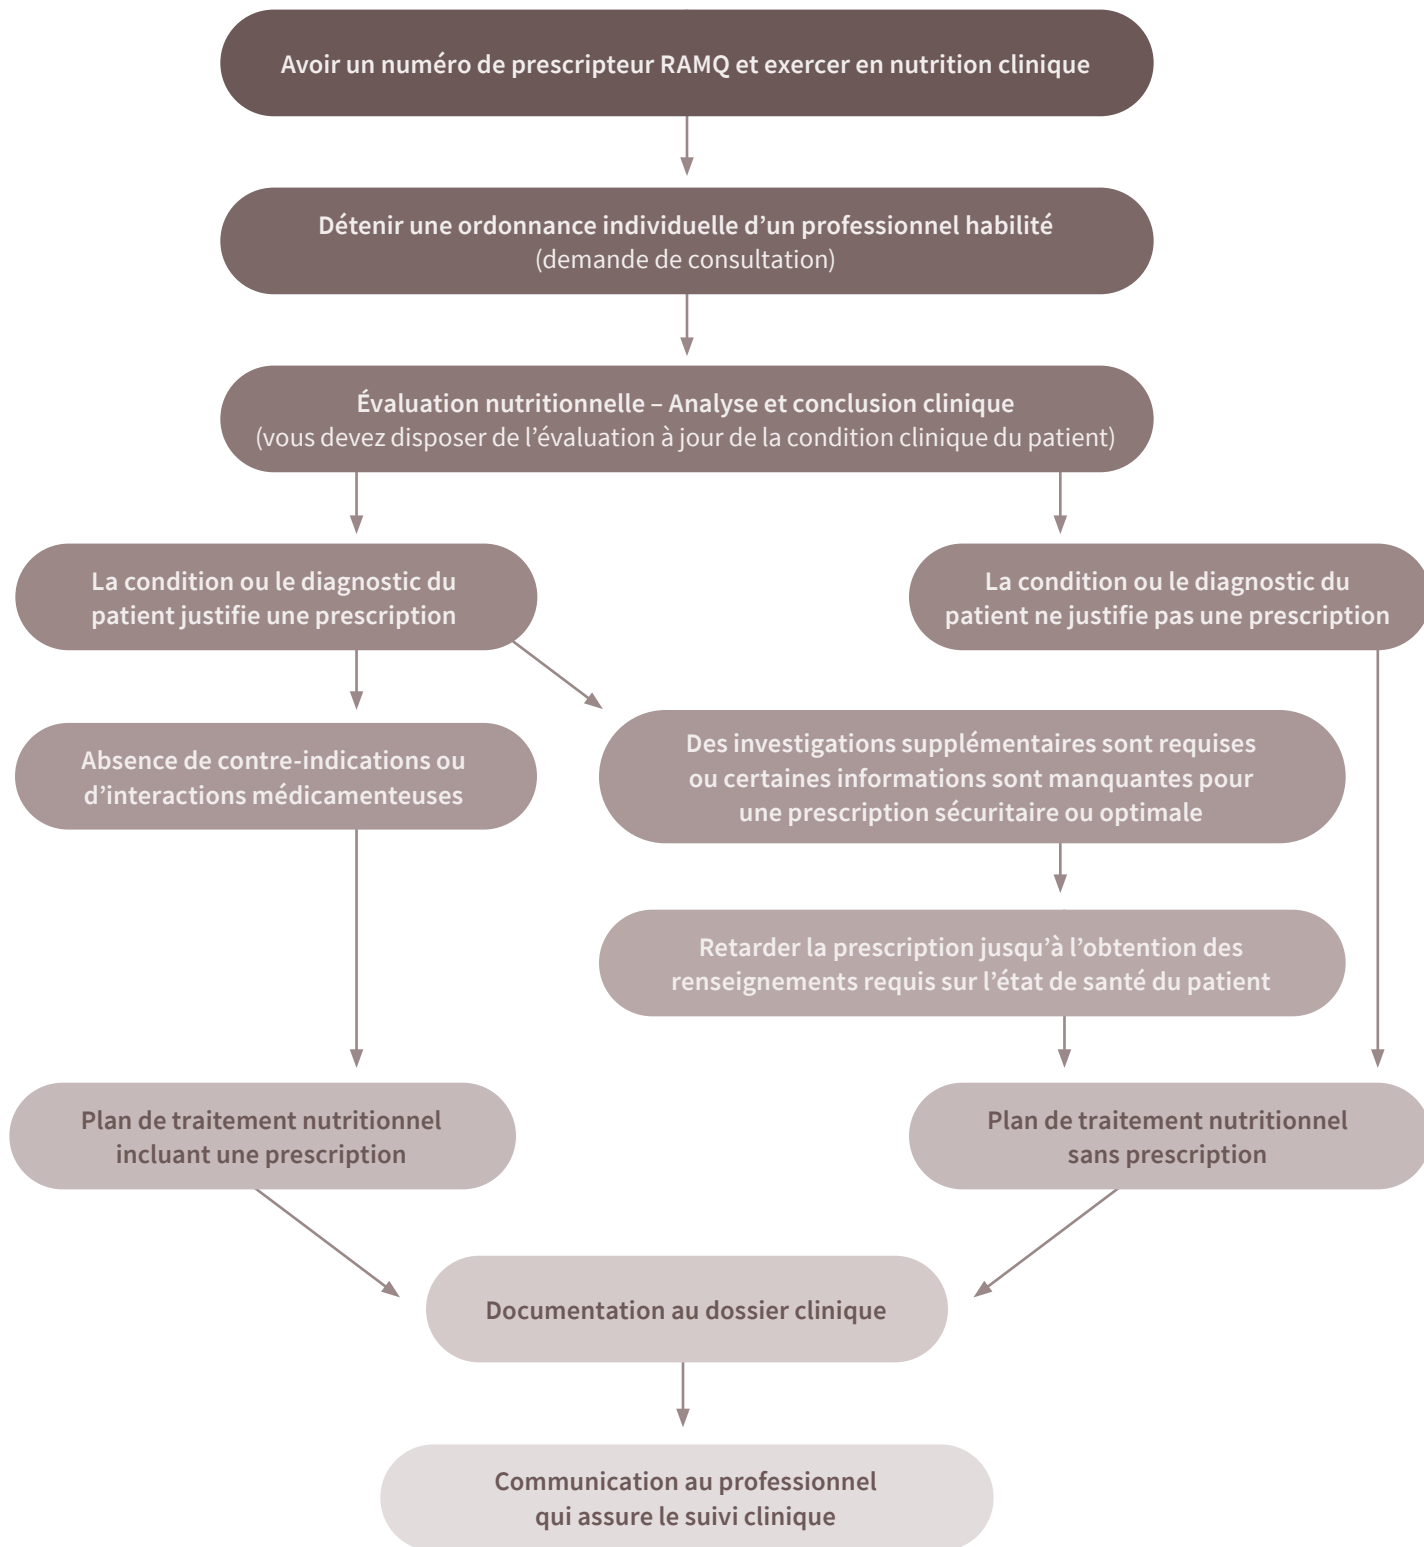 Avoir un numéro de prescripteur RAMQ et exercer en nutrition clinique
Détenir une ordonnance individuelle d’un professionnel habilité
(demande de consultation)
Évaluation nutritionnelle – Analyse et conclusion clinique
(vous devez disposer de l’évaluation à jour de la condition clinique du patient)
La condition ou le diagnostic du
patient justifie une prescription
La condition ou le diagnostic du
patient ne justifie pas une prescription
Absence de contre-indications ou
d’interactions médicamenteuses
Des investigations supplémentaires sont requises
ou certaines informations sont manquantes pour
une prescription sécuritaire ou optimale
Retarder la prescription jusqu’à l’obtention des
renseignements requis sur l’état de santé du patient
Plan de traitement nutritionnel
incluant une prescription
Plan de traitement nutritionnel
sans prescription
Documentation au dossier clinique
Communication au professionnel
qui assure le suivi clinique